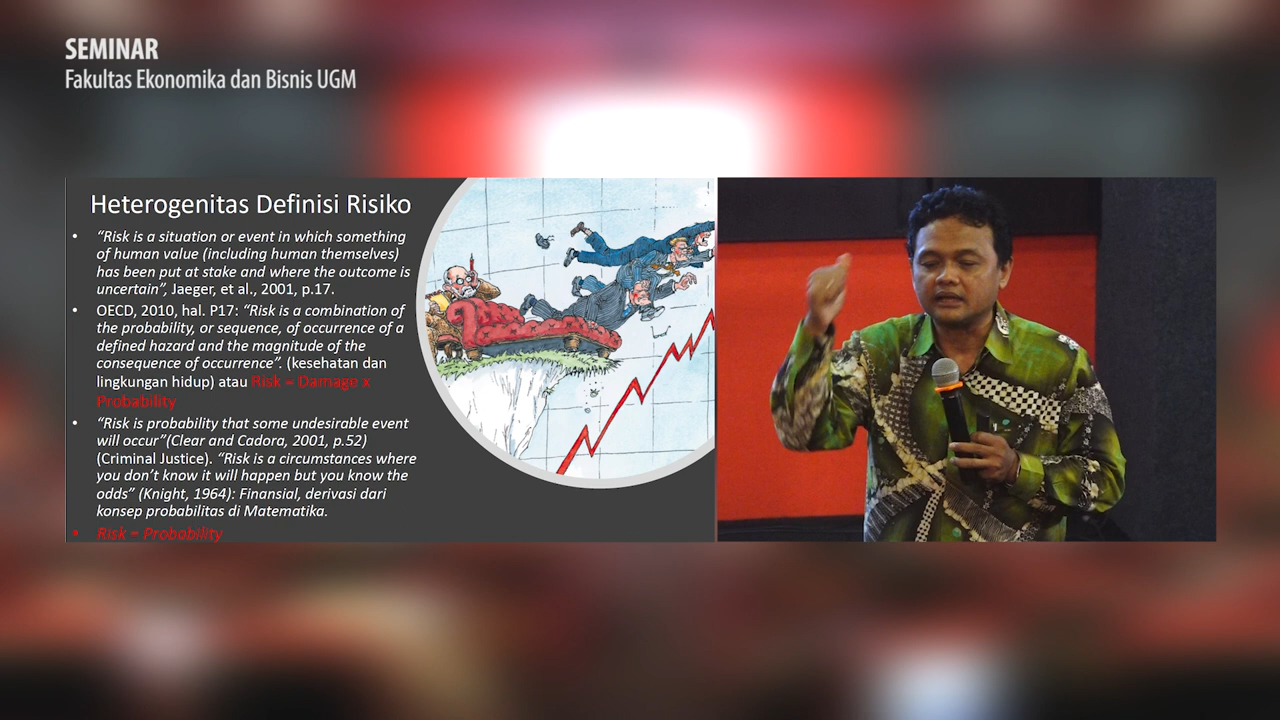 SEMINAR
Fakultas Ekonomika dan Bisnis UGM
Heterogenitas Definisi Risiko
• “Risk is a situation or event in which something
of human value (including human themselves)
has been put at stake and where the outcome is
uncertain”, Jaeger, et al., 2001, p.17.
• OECD, 2010, hal. P17: “Risk is a combination of
the probability, or sequence, of occurrence of a
defined hazard and the magnitude of the
consequence of occurrence”. (kesehatan dan
lingkungan hidup) atau Risk = Damage x
Probability
• “Risk is probability that some undesirable event
will occur”(Clear and Cadora, 2001, p.52)
(Criminal Justice). “Risk is a circumstances where
you don’t know it will happen but you know the
odds” (Knight, 1964): Finansial, derivasi dari
konsep probabilitas di Matematika.
• Risk = Probability